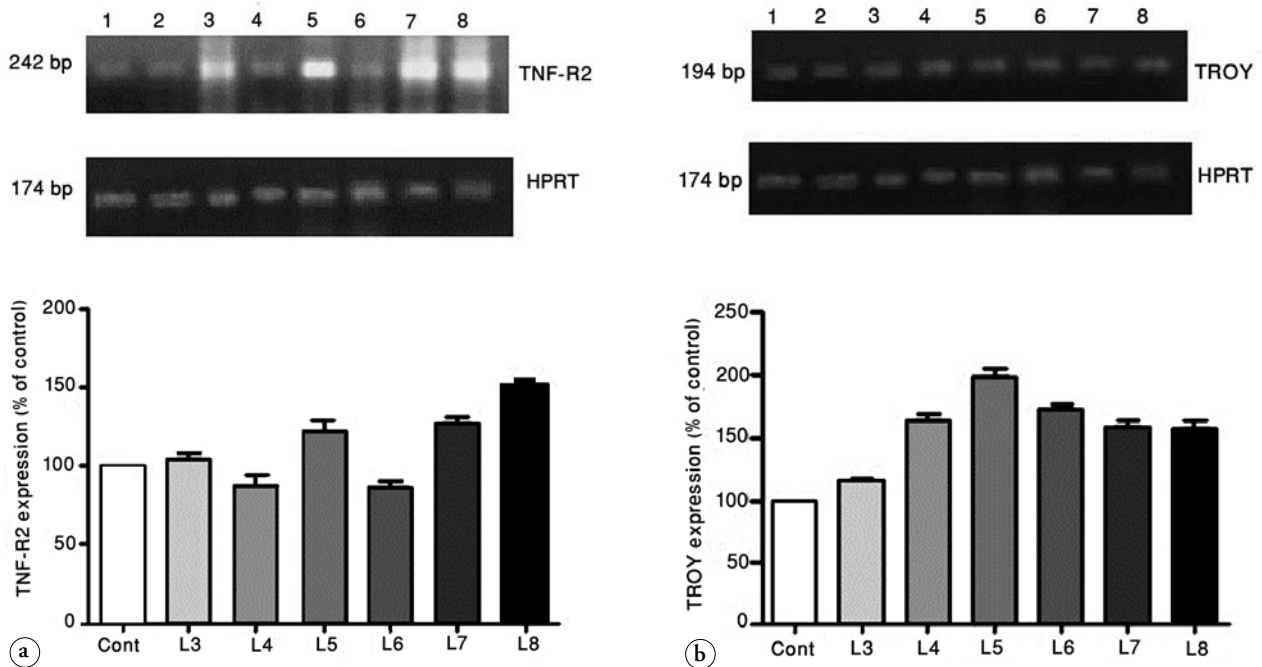 1 2 3 4 5 6 7 8
242 bp
TNF-R2
174 bp
HPRT
TNF-R2 expression (% of control)
200
150
100
50
0
Cont L3 L4 L5 L6 L7 L8
a
1 2 3 4 5 6 7 8
194 bp
TROY
174 bp
HPRT
TROY expression (% of control)
250
200
150
100
50
0
Cont L3 L4 L5 L6 L7 L8
b